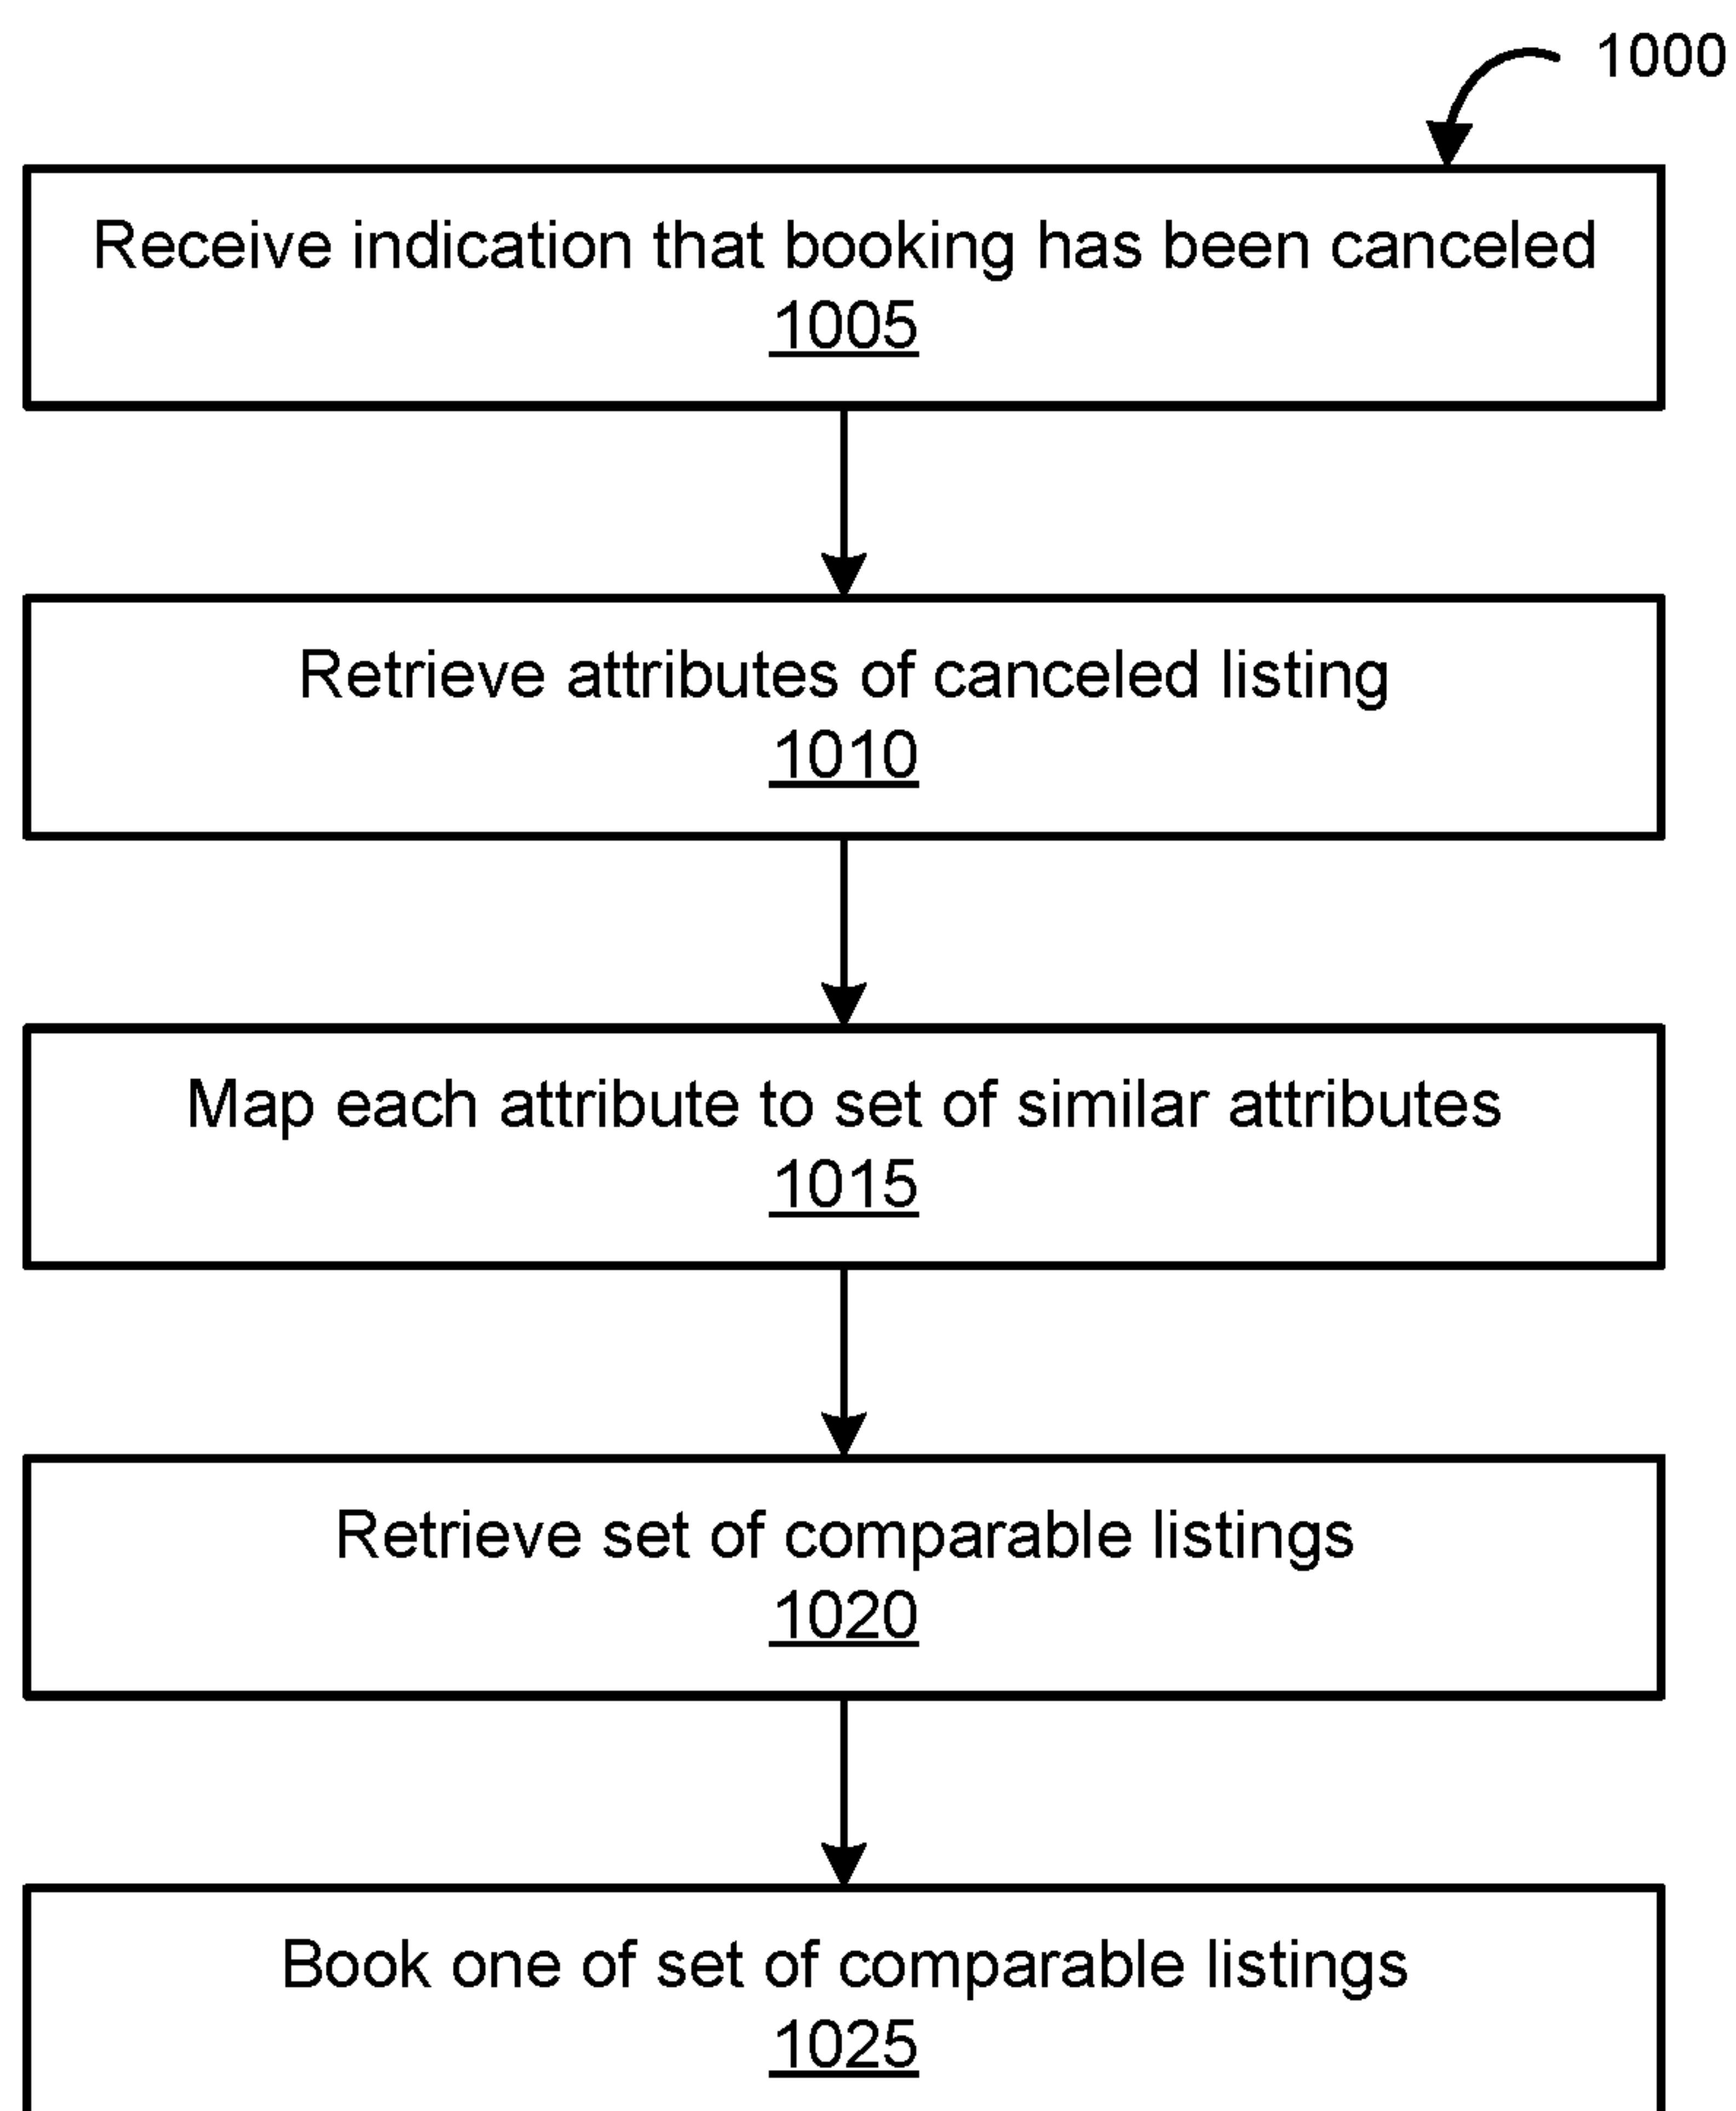 1000
Receive indication that booking has been canceled
1005
Retrieve attributes of canceled listing
1010
Map each attribute to set of similar attributes
1015
Retrieve set of comparable listings
1020
Book one of set of comparable listings
1025